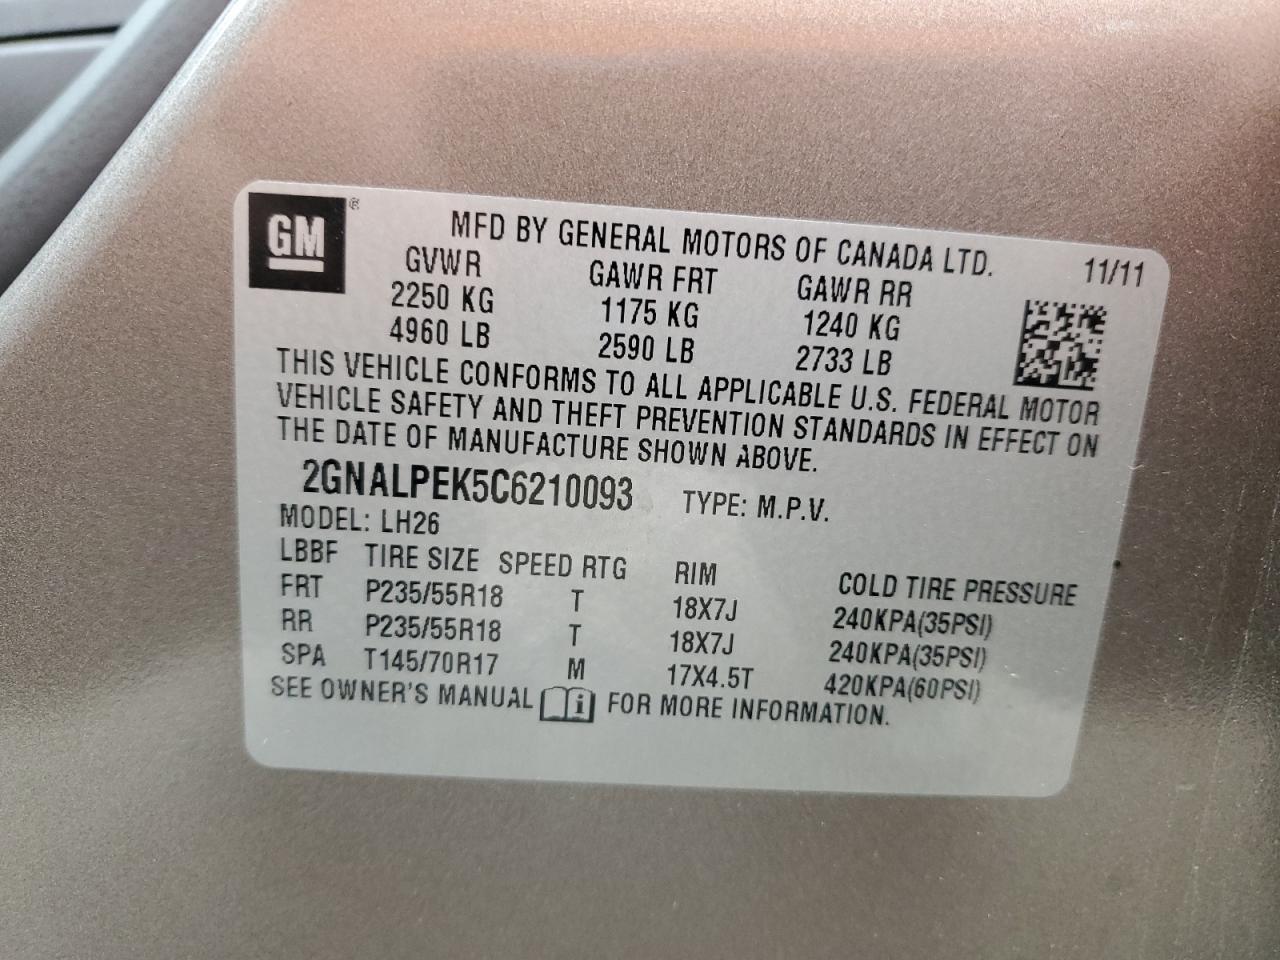 GM ®
MFD BY GENERAL MOTORS OF CANADA LTD. 11/11
GVWR GAWR FRT GAWR RR
2250 KG 1175 KG 1240 KG
4960 LB 2590 LB 2733 LB
THIS VEHICLE CONFORMS TO ALL APPLICABLE U.S. FEDERAL MOTOR
VEHICLE SAFETY AND THEFT PREVENTION STANDARDS IN EFFECT ON
THE DATE OF MANUFACTURE SHOWN ABOVE.
2GNALPEK5C6210093 TYPE: M.P.V.
MODEL: LH26
LBBF TIRE SIZE SPEED RTG RIM COLD TIRE PRESSURE
FRT P235/55R18 T 18X7J 240KPA(35PSI)
RR P235/55R18 T 18X7J 240KPA(35PSI)
SPA T145/70R17 M 17X4.5T 420KPA(60PSI)
SEE OWNER'S MANUAL i FOR MORE INFORMATION.